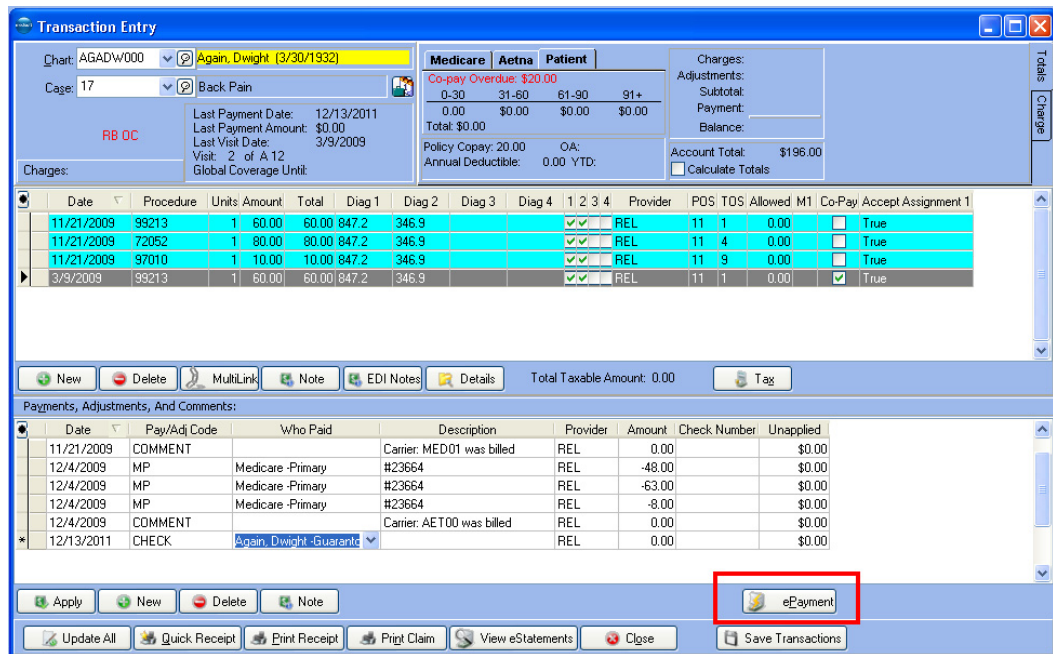 Transaction Entry
Chart: AGADW000 Again, Dwight (3/30/1932)
Case: 17 Back Pain
RB OC
Charges:
Last Payment Date: 12/13/2011
Last Payment Amount: $0.00
Last Visit Date: 3/9/2009
Visit: 2 of A 12
Global Coverage Until:
Medicare Aetna Patient
Co-pay Overdue: $20.00
0-30 31-60 61-90 91+
0.00 $0.00 $0.00 $0.00
Total: $0.00
Policy Copay: 20.00 OA:
Annual Deductible: 0.00 YTD:
Charges:
Adjustments:
Subtotal:
Payment:
Balance:
Account Total: $196.00
Calculate Totals
Totals
Charge
Date Procedure Units Amount Total Diag 1 Diag 2 Diag 3 Diag 4 1 2 3 4 Provider POS TOS Allowed M1 Co-Pay Accept Assignment 1
11/21/2009 99213 1 60.00 60.00 847.2 346.9 REL 11 1 0.00 True
11/21/2009 72052 1 80.00 80.00 847.2 346.9 REL 11 4 0.00 True
11/21/2009 97010 1 10.00 10.00 847.2 346.9 REL 11 9 0.00 True
3/9/2009 99213 1 60.00 60.00 847.2 346.9 REL 11 1 0.00 True
New Delete MultiLink Note EDI Notes Details Total Taxable Amount: 0.00 Tax
Payments, Adjustments, And Comments:
Date Pay/Adj Code Who Paid Description Provider Amount Check Number Unapplied
11/21/2009 COMMENT Carrier: MED01 was billed REL 0.00 $0.00
12/4/2009 MP Medicare -Primary #23664 REL -48.00 $0.00
12/4/2009 MP Medicare -Primary #23664 REL -63.00 $0.00
12/4/2009 MP Medicare -Primary #23664 REL -8.00 $0.00
12/4/2009 COMMENT Carrier: AET00 was billed REL 0.00 $0.00
12/13/2011 CHECK Again, Dwight -Guaranto REL 0.00 $0.00
Apply New Delete Note ePayment
Update All Quick Receipt Print Receipt Print Claim View eStatements Close Save Transactions